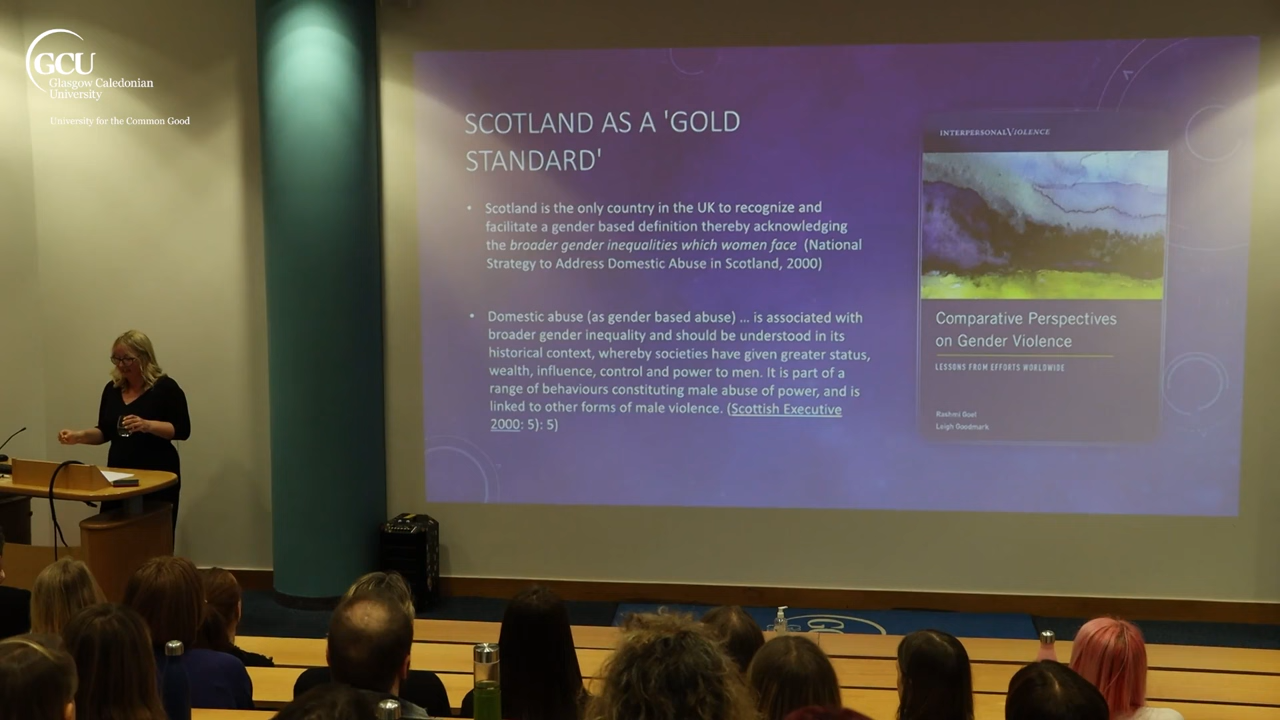 GCU
Glasgow Caledonian
University
University for the Common Good
SCOTLAND AS A 'GOLD
STANDARD'
• Scotland is the only country in the UK to recognize and
facilitate a gender based definition thereby acknowledging
the broader gender inequalities which women face (National
Strategy to Address Domestic Abuse in Scotland, 2000)
• Domestic abuse (as gender based abuse) ... is associated with
broader gender inequality and should be understood in its
historical context, whereby societies have given greater status,
wealth, influence, control and power to men. It is part of a
range of behaviours constituting male abuse of power, and is
linked to other forms of male violence. (Scottish Executive
2000: 5): 5)
INTERPERSONALVIOLENCE
Comparative Perspectives
on Gender Violence
LESSONS FROM EFFORTS WORLDWIDE
Rashmi Goel
Leigh Goodmark